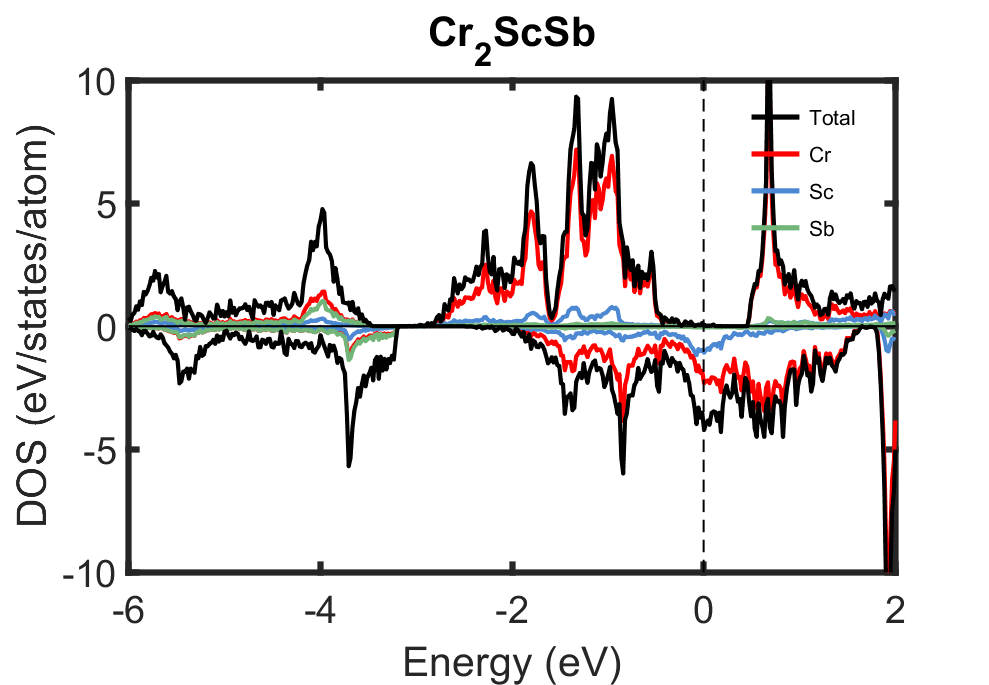 Cr2ScSb
10
5
0
-5
-10
DOS (eV/states/atom)
Total
Cr
Sc
Sb
-6 -4 -2 0 2
Energy (eV)